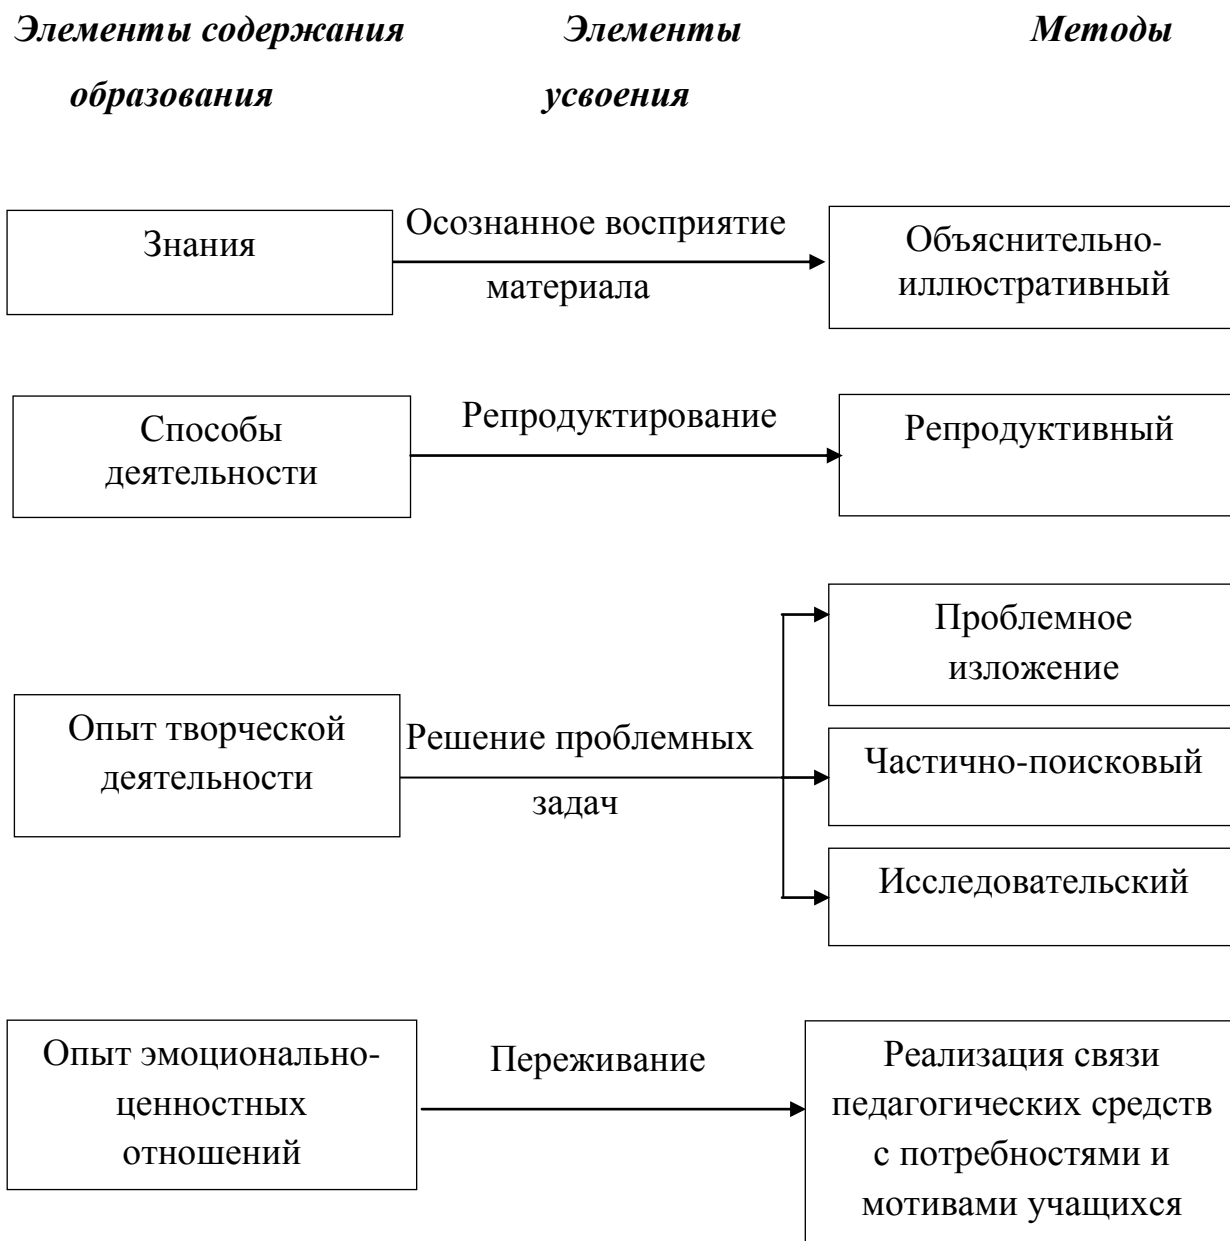 Элементы содержания Элементы Методы
образования усвоения
Знания
Осознанное восприятие
материала
Объяснительно-
иллюстративный
Способы
деятельности
Репродуктирование
Репродуктивный
Опыт творческой
деятельности
Решение проблемных
задач
Проблемное
изложение
Частично-поисковый
Исследовательский
Опыт эмоционально-
ценностных
отношений
Переживание
Реализация связи
педагогических средств
с потребностями и
мотивами учащихся